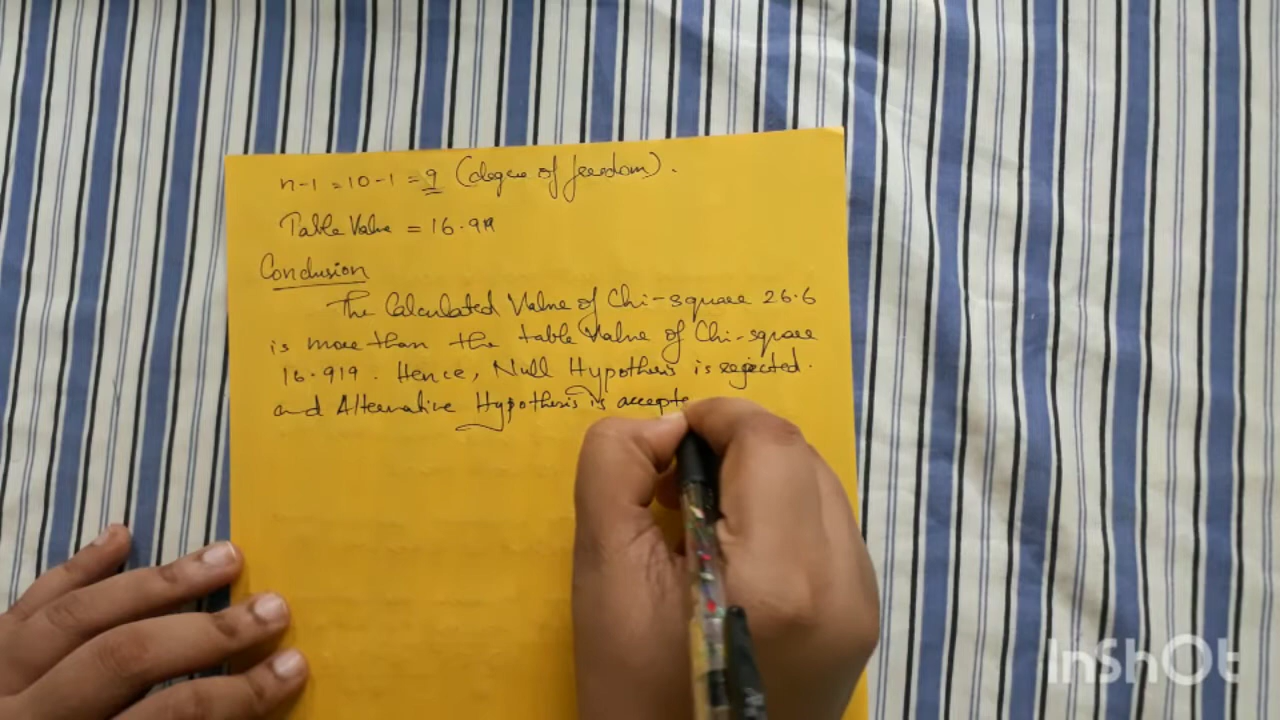 n-1 = 10-1 = 9 (degree of freedom).
Table Value = 16.919
Conclusion
The Calculated Value of Chi-square 26.6
is more than the table Value of Chi-square
16.919. Hence, Null Hypothesis is rejected.
and Alternative Hypothesis is accepte
InShOt